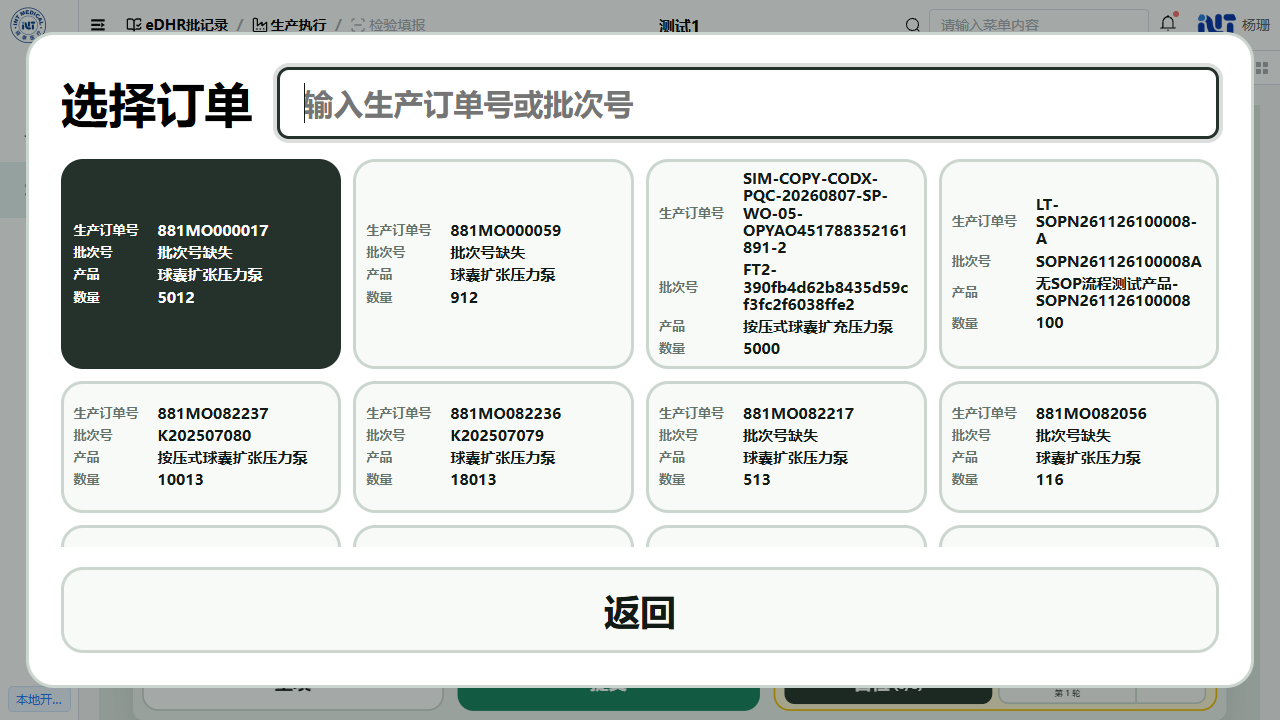 eDHR批记录 / 生产执行 / 检验填报
测试1
请输入菜单内容
杨珊
选择订单
输入生产订单号或批次号
生产订单号 881MO000017
批次号 批次号缺失
产品 球囊扩张压力泵
数量 5012
生产订单号 881MO000059
批次号 批次号缺失
产品 球囊扩张压力泵
数量 912
生产订单号 SIM-COPY-CODX-
PQC-20260807-SP-
WO-05-
OPYAO451788352161
891-2
批次号 FT2-
390fb4d62b8435d59c
f3fc2f6038ffe2
产品 按压式球囊扩充压力泵
数量 5000
生产订单号 LT-
SOPN261126100008-
A
批次号 SOPN261126100008A
产品 无SOP流程测试产品-
SOPN261126100008
数量 100
生产订单号 881MO082237
批次号 K202507080
产品 按压式球囊扩张压力泵
数量 10013
生产订单号 881MO082236
批次号 K202507079
产品 球囊扩张压力泵
数量 18013
生产订单号 881MO082217
批次号 批次号缺失
产品 球囊扩张压力泵
数量 513
生产订单号 881MO082056
批次号 批次号缺失
产品 球囊扩张压力泵
数量 116
返回
本地开...
第 1 轮